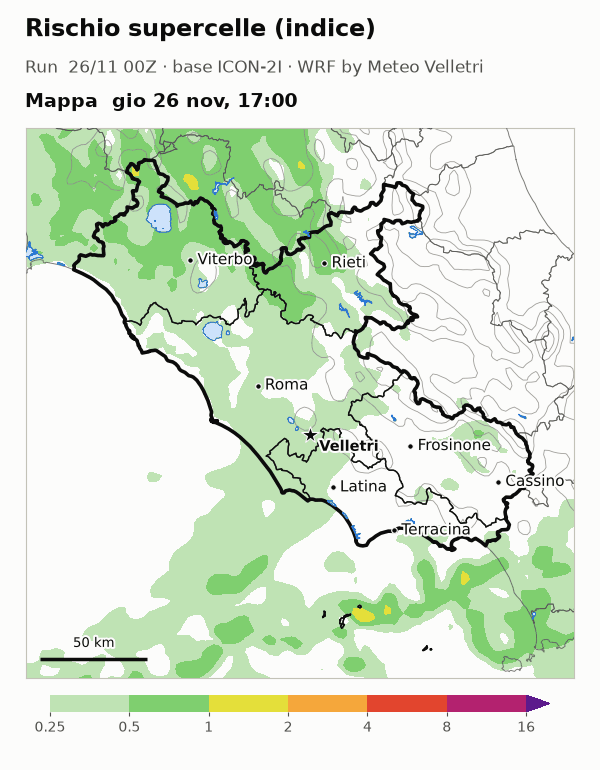 Rischio supercelle (indice)
Run  26/11 00Z · base ICON-2I · WRF by Meteo Velletri
Mappa  gio 26 nov, 17:00
Viterbo
Rieti
Roma
Velletri
Frosinone
Cassino
Latina
Terracina
50 km
0.25 0.5 1 2 4 8 16